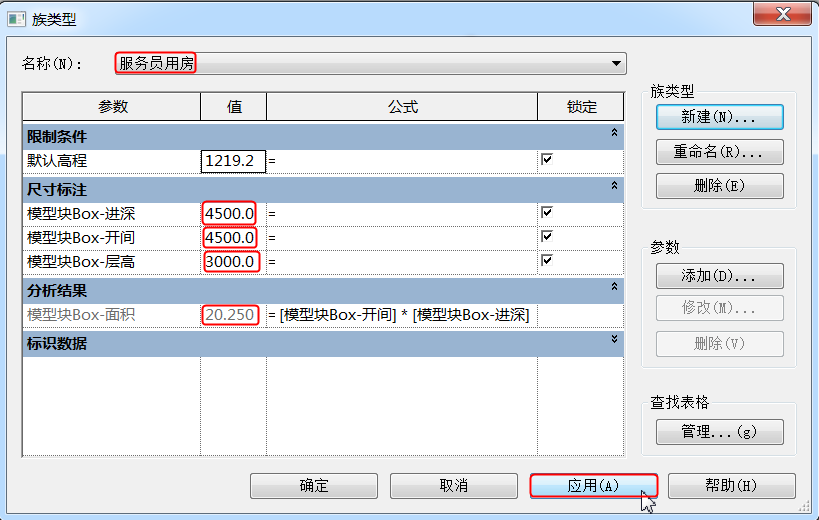 族类型
名称(N): 服务员用房
参数 值 公式 锁定
限制条件
默认高程 1219.2 =
尺寸标注
模型块Box-进深 4500.0 =
模型块Box-开间 4500.0 =
模型块Box-层高 3000.0 =
分析结果
模型块Box-面积 20.250 = [模型块Box-开间] * [模型块Box-进深]
标识数据
族类型
新建(N)...
重命名(R)...
删除(E)
参数
添加(D)...
修改(M)...
删除(V)
查找表格
管理...(g)
确定 取消 应用(A) 帮助(H)